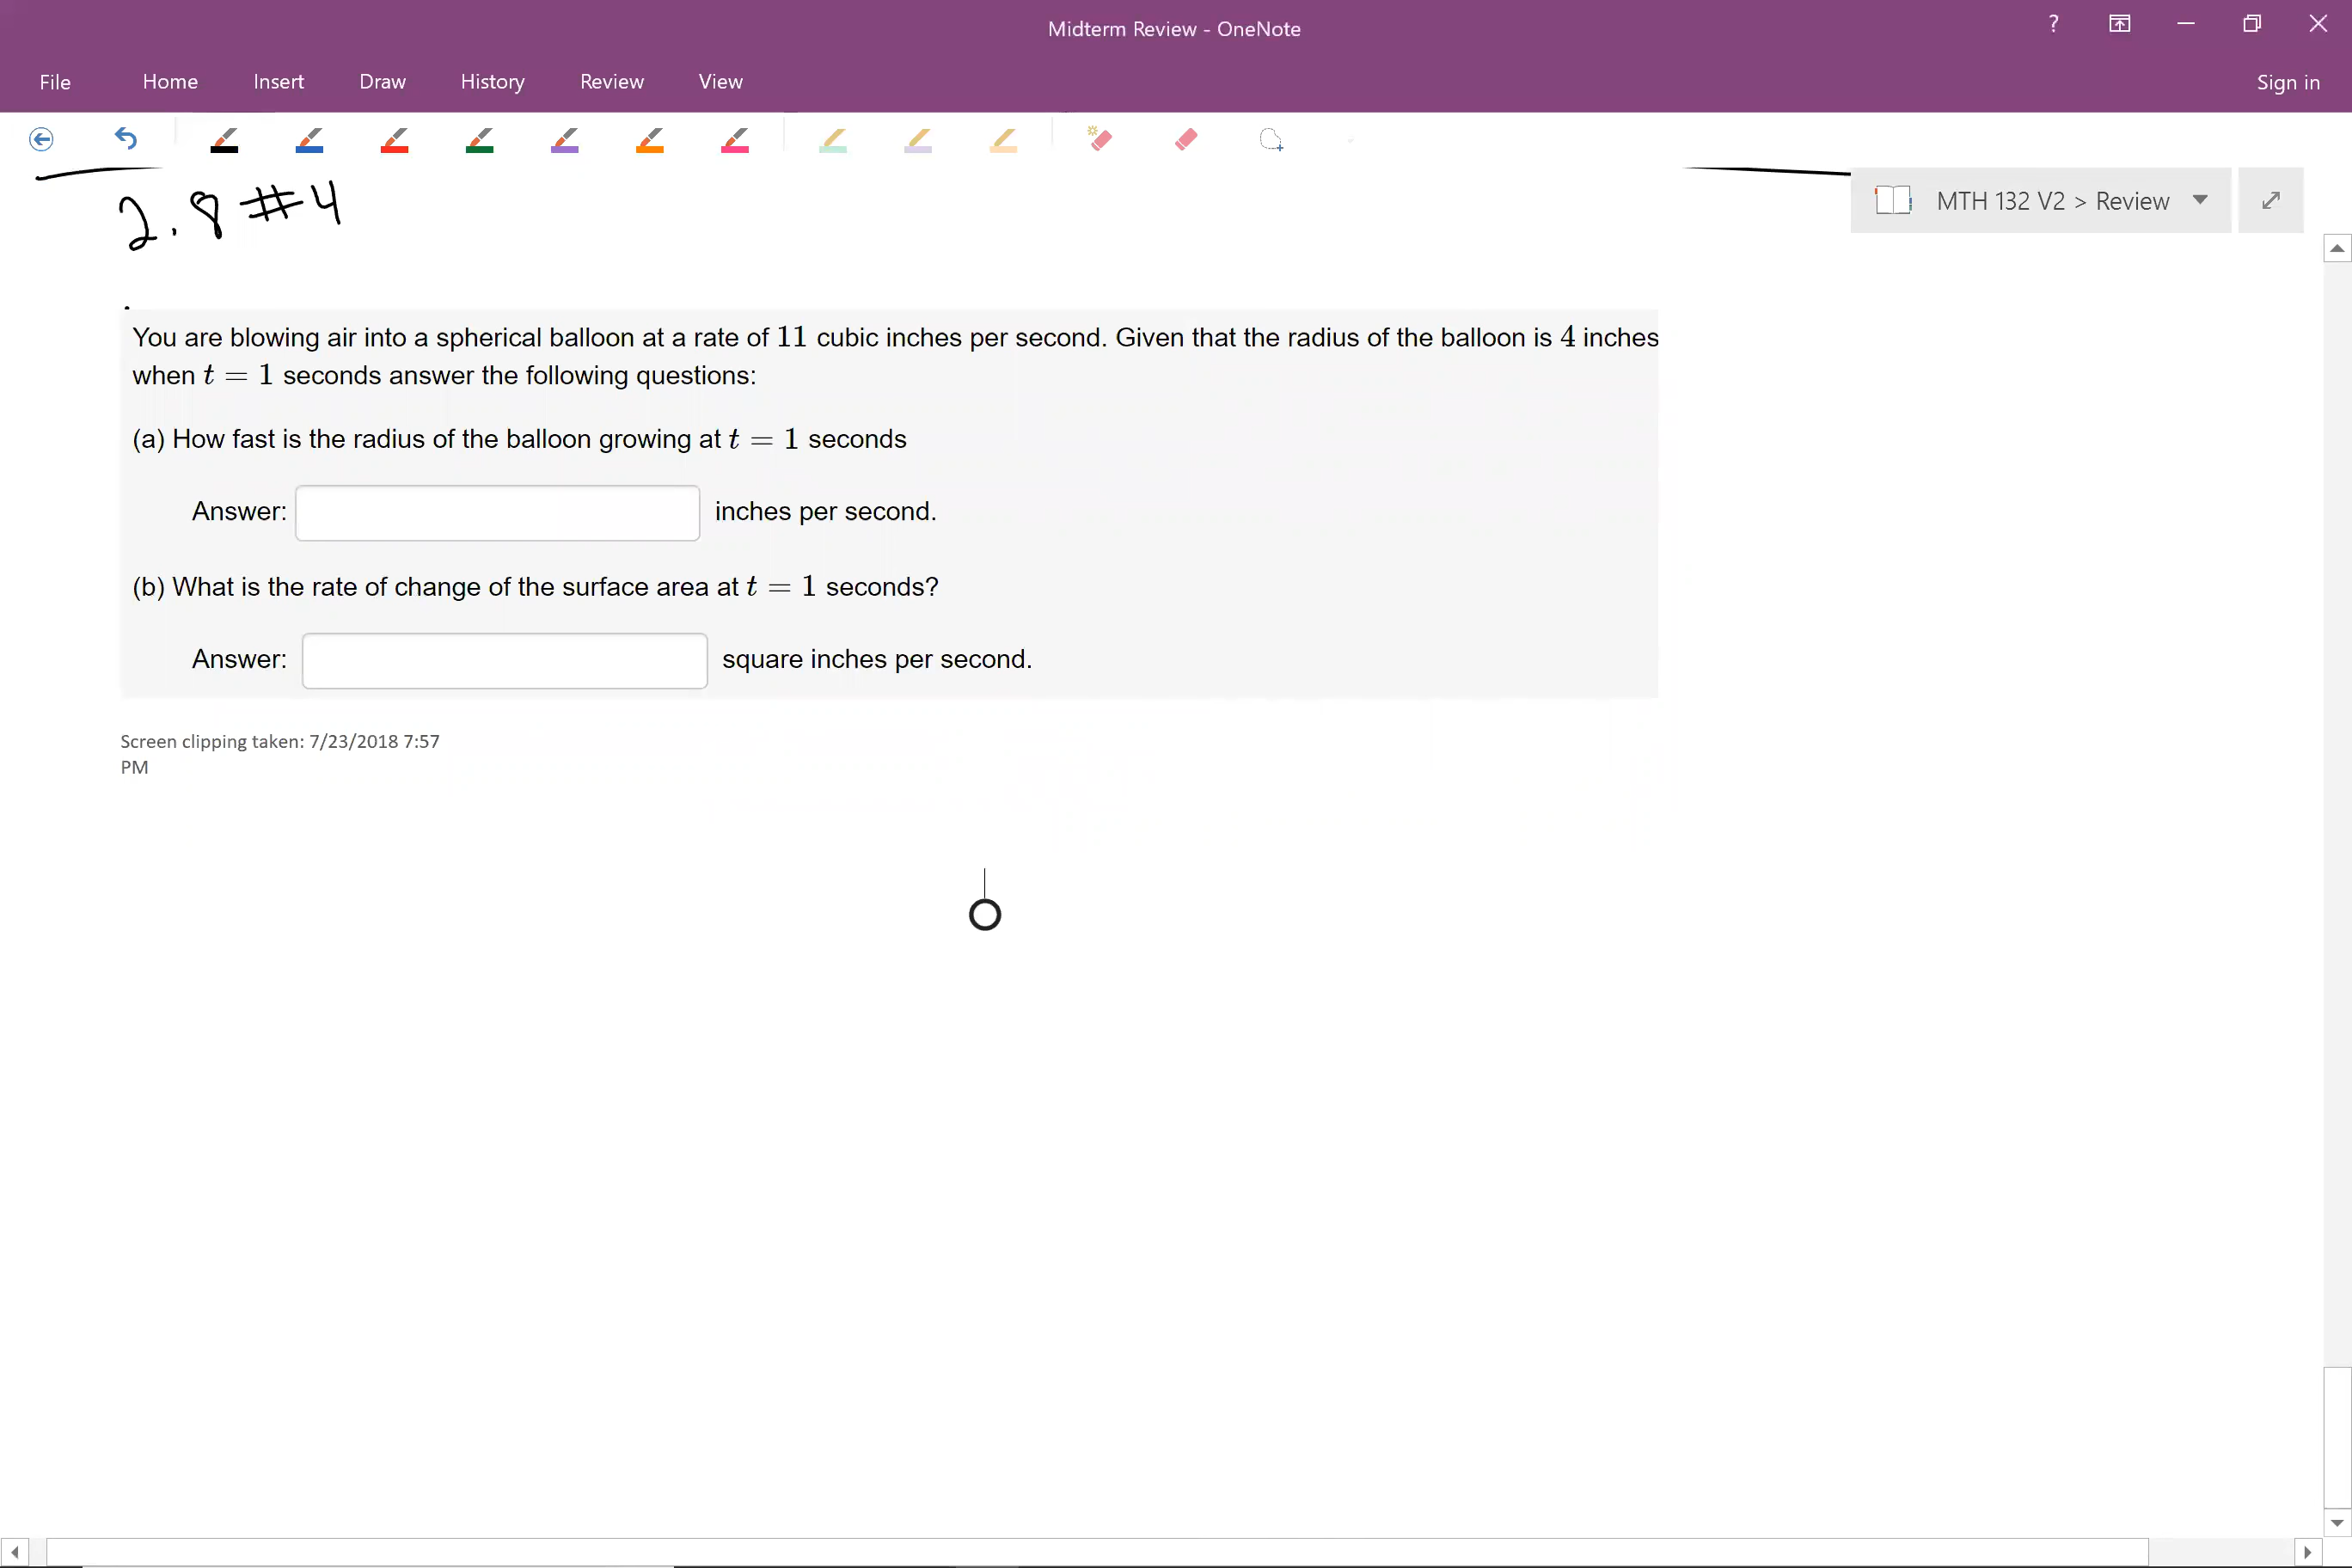 Midterm Review - OneNote
?
File Home Insert Draw History Review View Sign in
MTH 132 V2 > Review
2.8 #4
You are blowing air into a spherical balloon at a rate of 11 cubic inches per second. Given that the radius of the balloon is 4 inches
when t = 1 seconds answer the following questions:
(a) How fast is the radius of the balloon growing at t = 1 seconds
Answer: inches per second.
(b) What is the rate of change of the surface area at t = 1 seconds?
Answer: square inches per second.
Screen clipping taken: 7/23/2018 7:57
PM